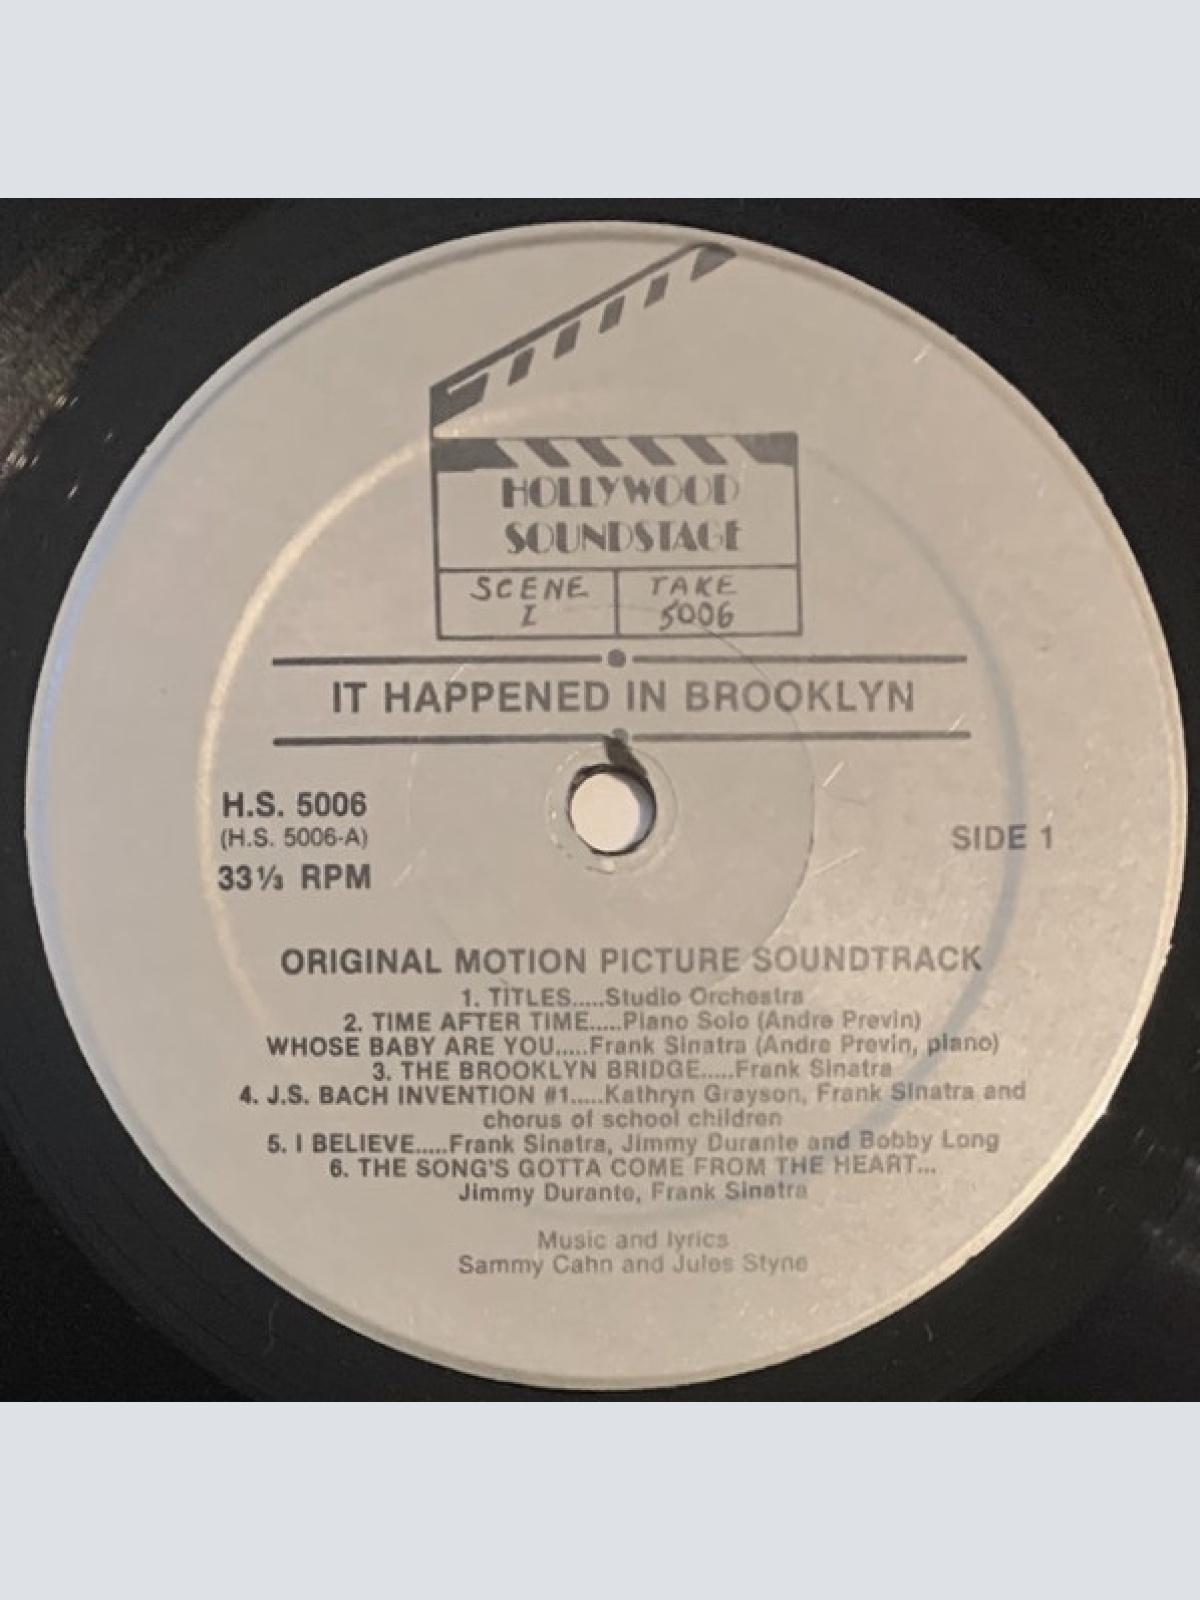 HOLLYWOOD
SOUNDSTAGE
SCENE TAKE
I 5006
IT HAPPENED IN BROOKLYN
H.S. 5006
(H.S. 5006-A)
33⅓ RPM
SIDE 1
ORIGINAL MOTION PICTURE SOUNDTRACK
1. TITLES.....Studio Orchestra
2. TIME AFTER TIME.....Piano Solo (Andre Previn)
WHOSE BABY ARE YOU.....Frank Sinatra (Andre Previn, piano)
3. THE BROOKLYN BRIDGE.....Frank Sinatra
4. J.S. BACH INVENTION #1.....Kathryn Grayson, Frank Sinatra and
chorus of school children
5. I BELIEVE.....Frank Sinatra, Jimmy Durante and Bobby Long
6. THE SONG'S GOTTA COME FROM THE HEART...
Jimmy Durante, Frank Sinatra
Music and lyrics
Sammy Cahn and Jules Styne